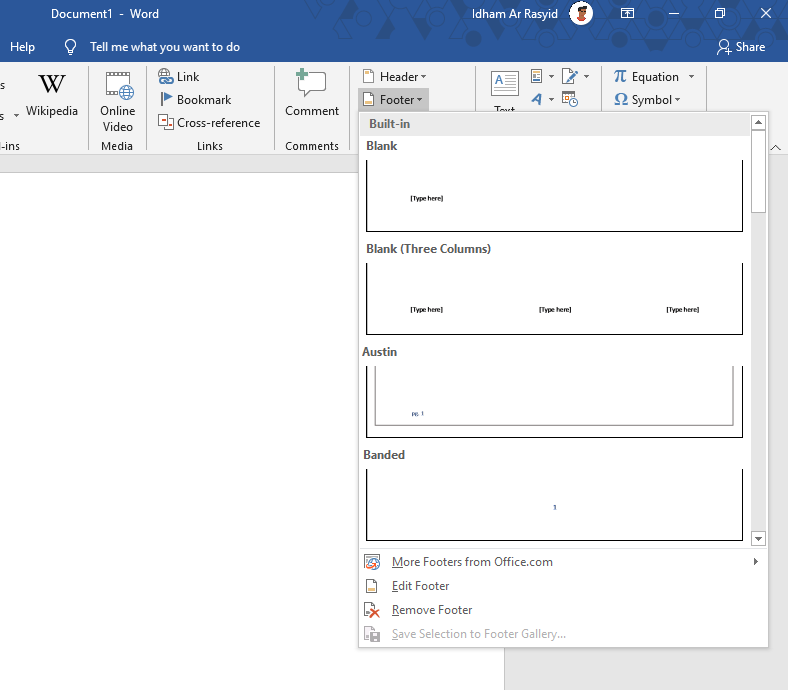 Document1 - Word
Idham Ar Rasyid
Help
Tell me what you want to do
Share
s
s
W
Wikipedia
-ins
Online
Video
Media
Link
Bookmark
Cross-reference
Links
Comment
Comments
Header
Footer
A
Text
A
π Equation
Ω Symbol
Built-in
Blank
[Type here]
Blank (Three Columns)
[Type here] [Type here] [Type here]
Austin
pg. 1
Banded
1
More Footers from Office.com
Edit Footer
Remove Footer
Save Selection to Footer Gallery...